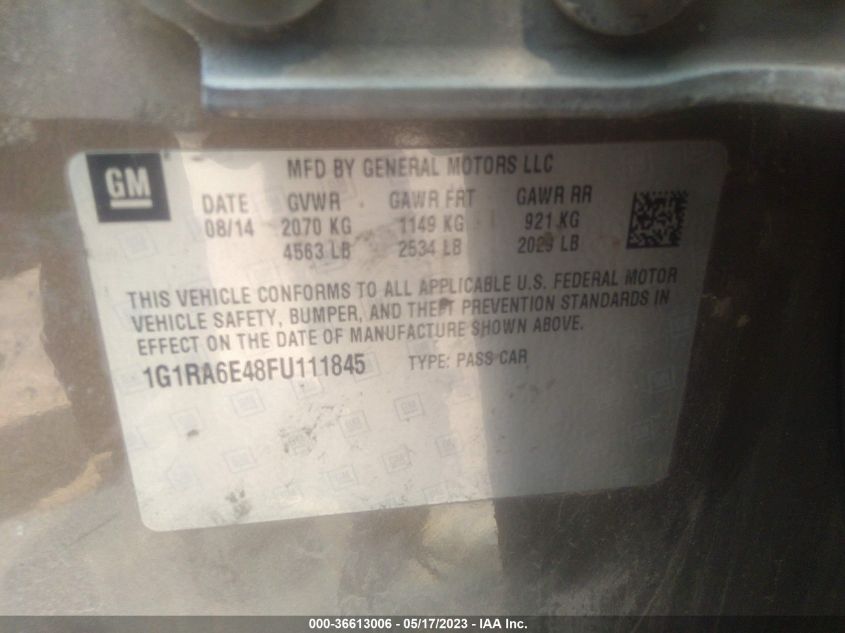 GM
MFD BY GENERAL MOTORS LLC
DATE GVWR GAWR FRT GAWR RR
08/14 2070 KG 1149 KG 921 KG
4563 LB 2534 LB 2029 LB
THIS VEHICLE CONFORMS TO ALL APPLICABLE U.S. FEDERAL MOTOR
VEHICLE SAFETY, BUMPER, AND THEFT PREVENTION STANDARDS IN
EFFECT ON THE DATE OF MANUFACTURE SHOWN ABOVE.
1G1RA6E48FU111845 TYPE: PASS CAR
000-36613006 - 05/17/2023 - IAA Inc.